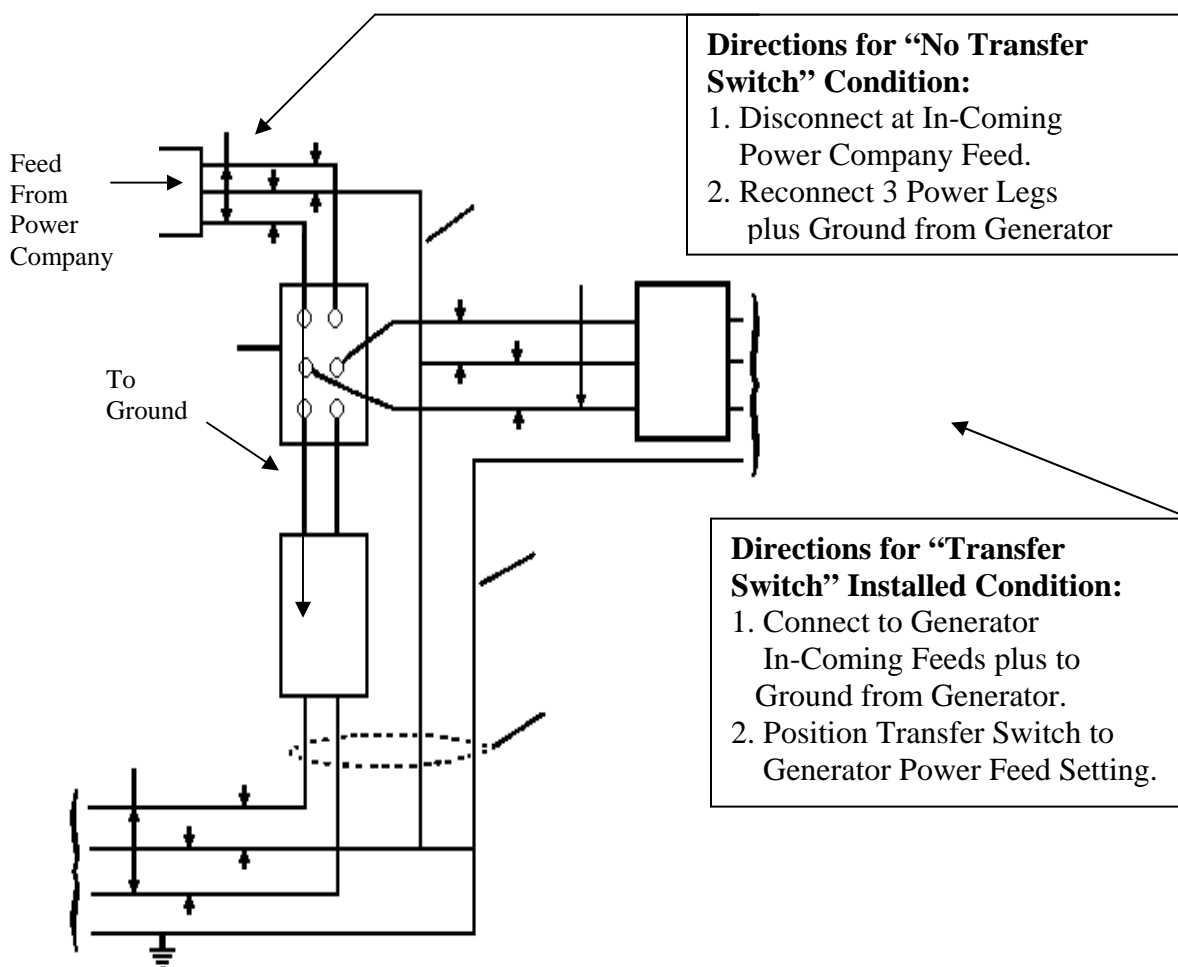 Directions for “No Transfer
Switch” Condition:
1. Disconnect at In-Coming
Power Company Feed.
2. Reconnect 3 Power Legs
plus Ground from Generator
Feed
From
Power
Company
To
Ground
Directions for “Transfer
Switch” Installed Condition:
1. Connect to Generator
In-Coming Feeds plus to
Ground from Generator.
2. Position Transfer Switch to
Generator Power Feed Setting.